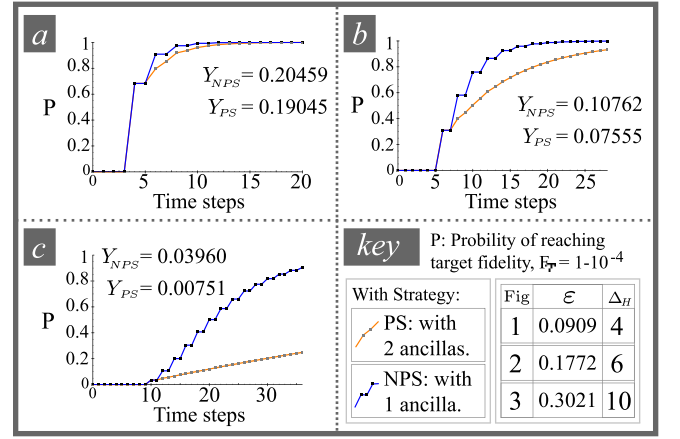 a
1
0.8
0.6
0.4
0.2
0
P
Y_NPS = 0.20459
Y_PS = 0.19045
0 5 10 15 20
Time steps
b
1
0.8
0.6
0.4
0.2
0
P
Y_NPS = 0.10762
Y_PS = 0.07555
0 5 10 15 20 25
Time steps
c
1
0.8
0.6
0.4
0.2
0
P
Y_NPS = 0.03960
Y_PS = 0.00751
0 10 20 30
Time steps
key
P: Probility of reaching
target fidelity, F_T = 1-10^-4
With Strategy:
PS: with
2 ancillas.
NPS: with
1 ancilla.
Fig ε Δ_H
1 0.0909 4
2 0.1772 6
3 0.3021 10